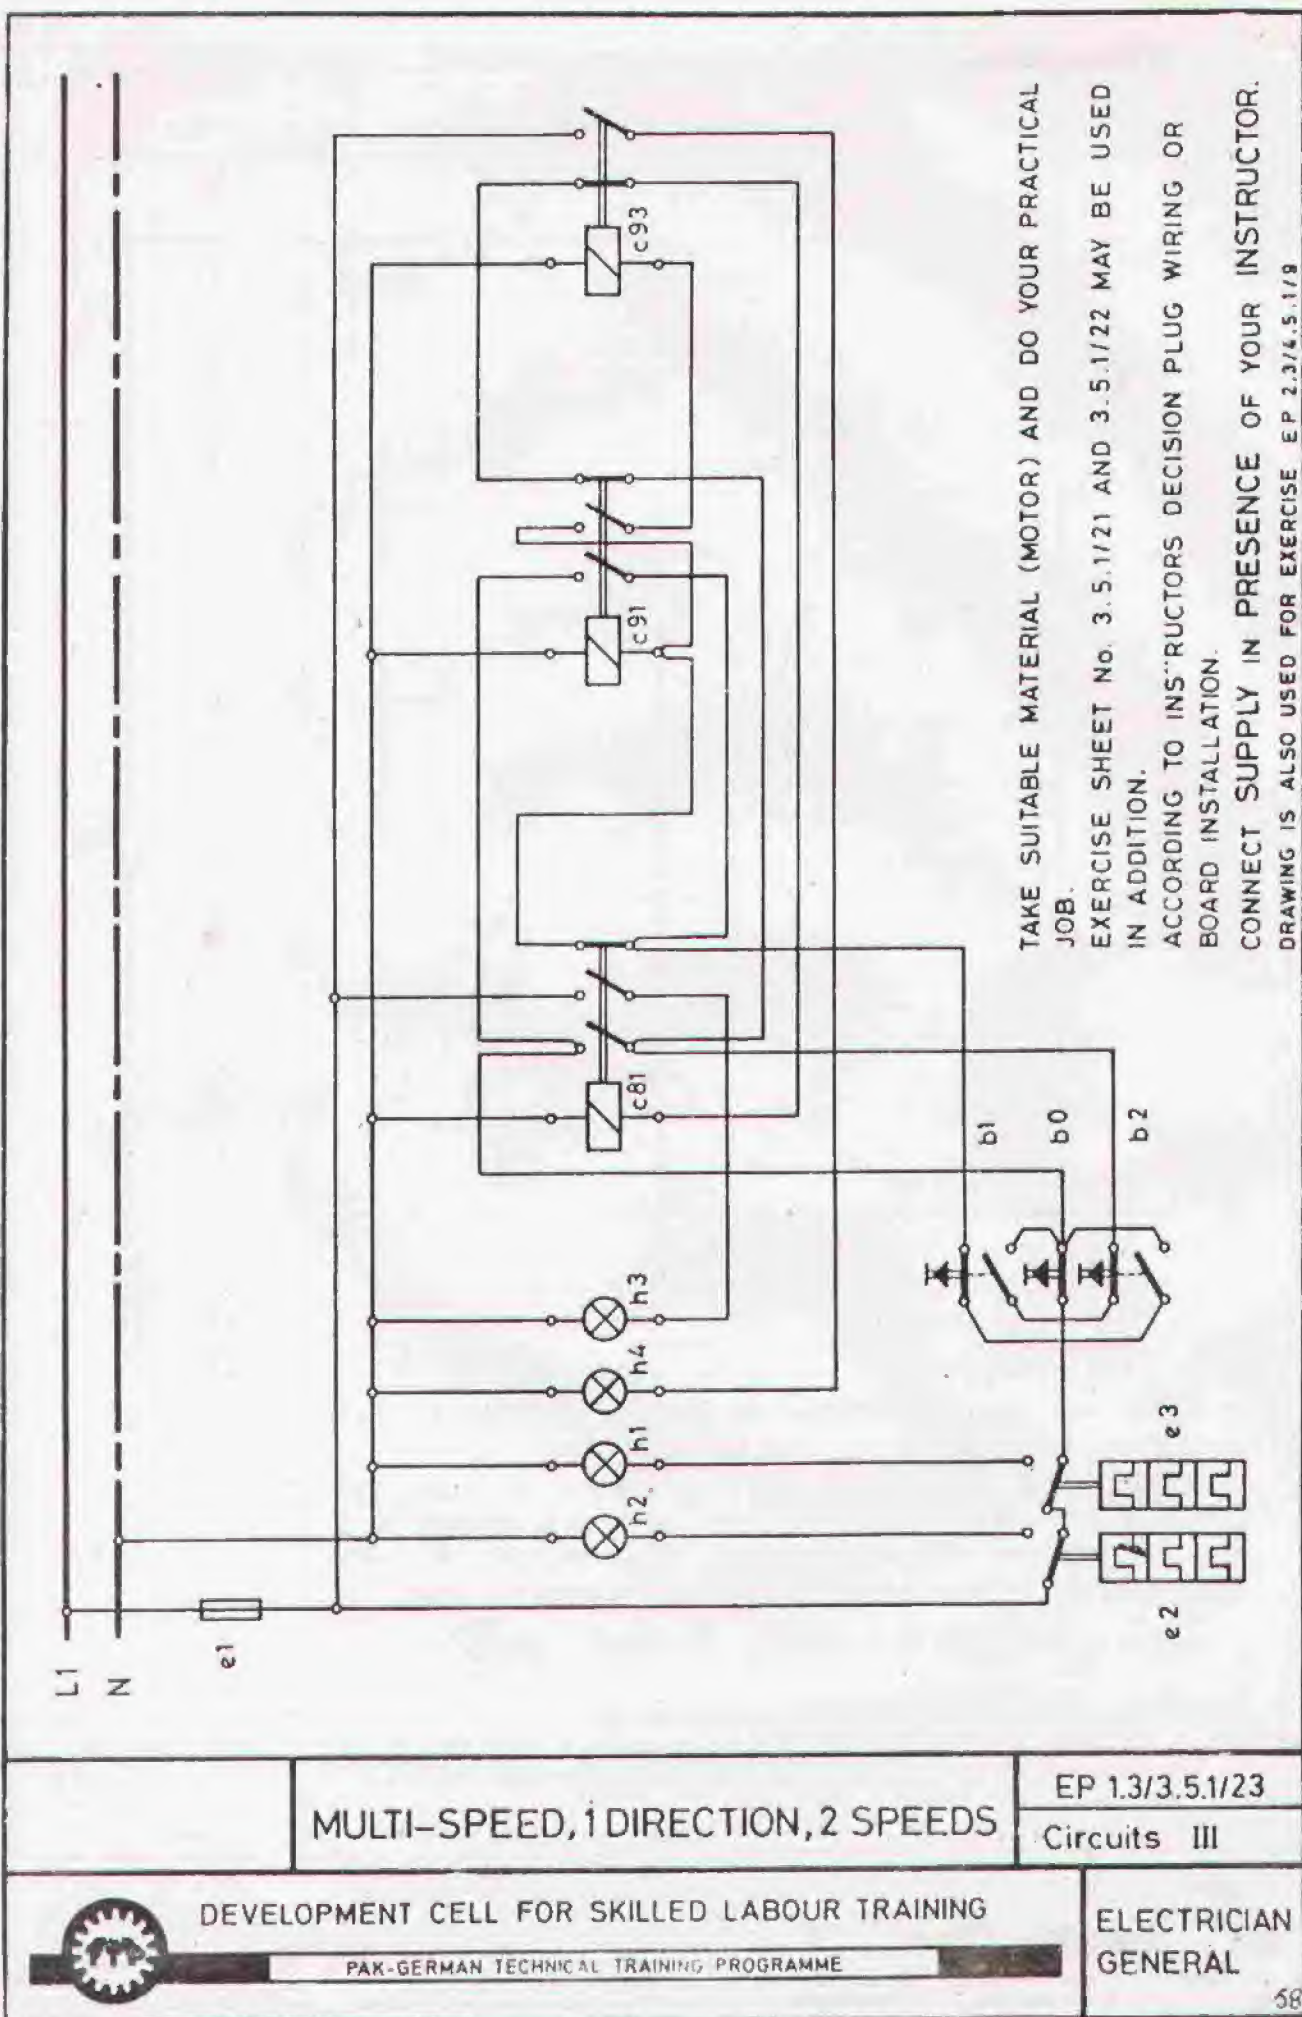 L1
N
e1
h2
h1
h4
h3
c81
c91
c93
b1
b0
b2
e2
e3
TAKE SUITABLE MATERIAL (MOTOR) AND DO YOUR PRACTICAL
JOB.
EXERCISE SHEET No. 3.5.1/21 AND 3.5.1/22 MAY BE USED
IN ADDITION.
ACCORDING TO INSTRUCTORS DECISION PLUG WIRING OR
BOARD INSTALLATION.
CONNECT SUPPLY IN PRESENCE OF YOUR INSTRUCTOR.
DRAWING IS ALSO USED FOR EXERCISE EP 2.3/4.5.1/9
MULTI-SPEED, 1 DIRECTION, 2 SPEEDS
EP 1.3/3.5.1/23
Circuits III
DEVELOPMENT CELL FOR SKILLED LABOUR TRAINING
PAK-GERMAN TECHNICAL TRAINING PROGRAMME
ELECTRICIAN
GENERAL
58